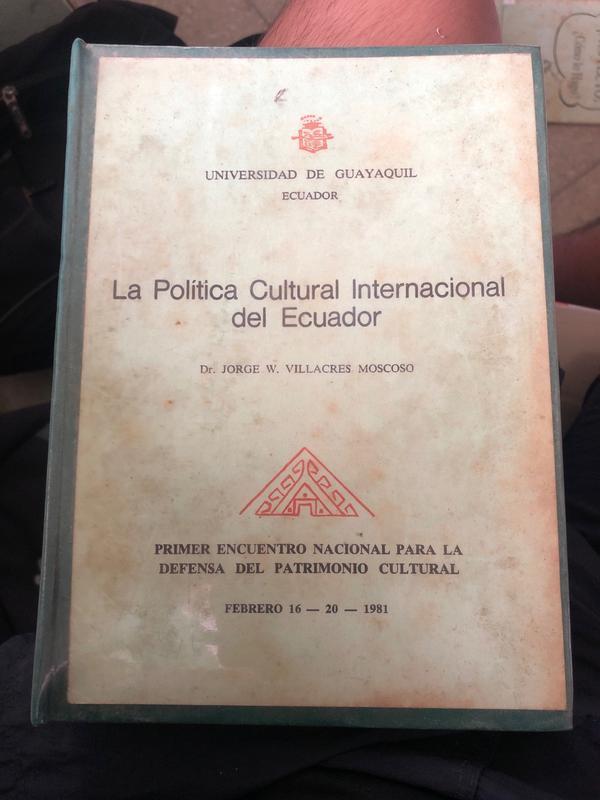 UNIVERSIDAD DE GUAYAQUIL
ECUADOR
La Política Cultural Internacional
del Ecuador
Dr. JORGE W. VILLACRES MOSCOSO
PRIMER ENCUENTRO NACIONAL PARA LA
DEFENSA DEL PATRIMONIO CULTURAL
FEBRERO 16 — 20 — 1981